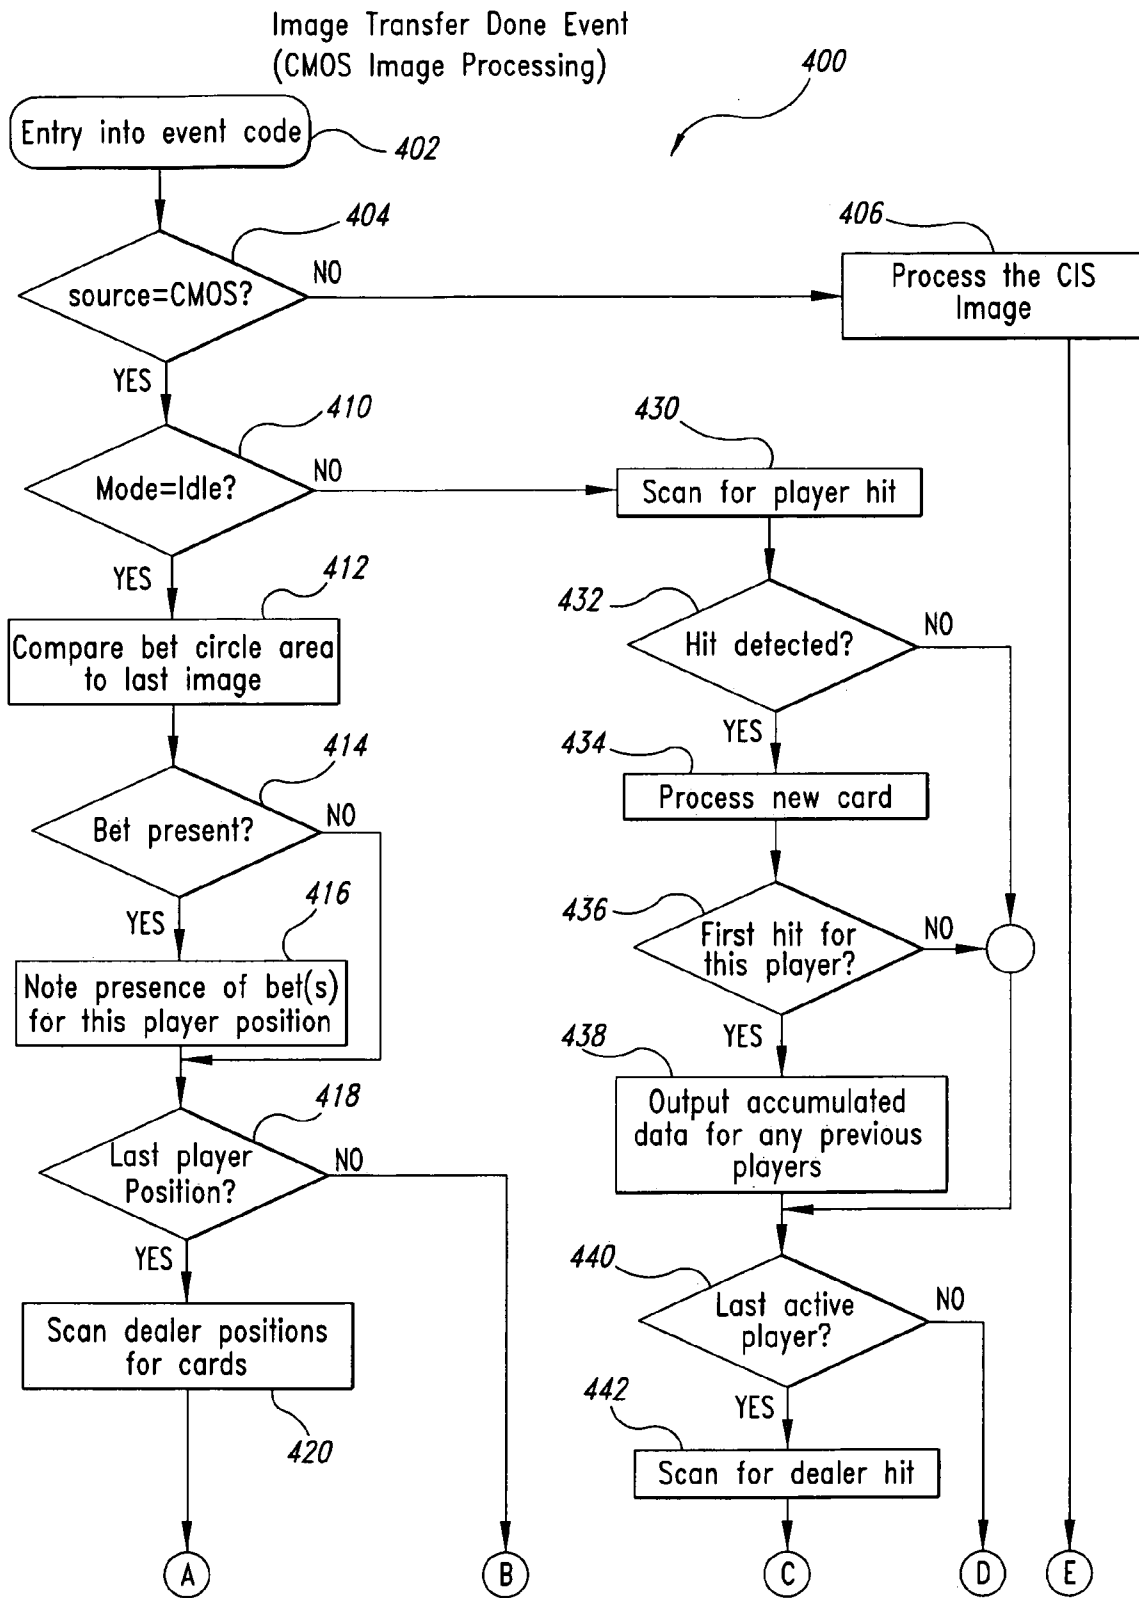 Image Transfer Done Event
(CMOS Image Processing)
400
Entry into event code
402
404
source=CMOS?
NO
YES
406
Process the CIS
Image
410
Mode=Idle?
NO
YES
430
Scan for player hit
412
Compare bet circle area
to last image
432
Hit detected?
NO
YES
414
Bet present?
NO
YES
434
Process new card
416
Note presence of bet(s)
for this player position
436
First hit for
this player?
NO
YES
438
Output accumulated
data for any previous
players
418
Last player
Position?
NO
YES
440
Last active
player?
NO
YES
Scan dealer positions
for cards
420
442
Scan for dealer hit
A
B
C
D
E